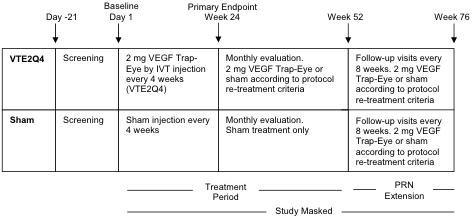 Baseline
Primary Endpoint
Day -21
Day 1
Week 24
Week 52
Week 76
VTE2Q4
Screening
2 mg VEGF Trap-
Eye by IVT injection
every 4 weeks
(VTE2Q4)
Monthly evaluation.
2 mg VEGF Trap-Eye or
sham according to protocol
re-treatment criteria
Follow-up visits every
8 weeks. 2 mg VEGF
Trap-Eye or sham
according to protocol
re-treatment criteria
Sham
Screening
Sham injection every
4 weeks
Monthly evaluation.
Sham treatment only
Follow-up visits every
8 weeks. 2 mg VEGF
Trap-Eye or sham
according to protocol
re-treatment criteria
Treatment
Period
PRN
Extension
Study Masked